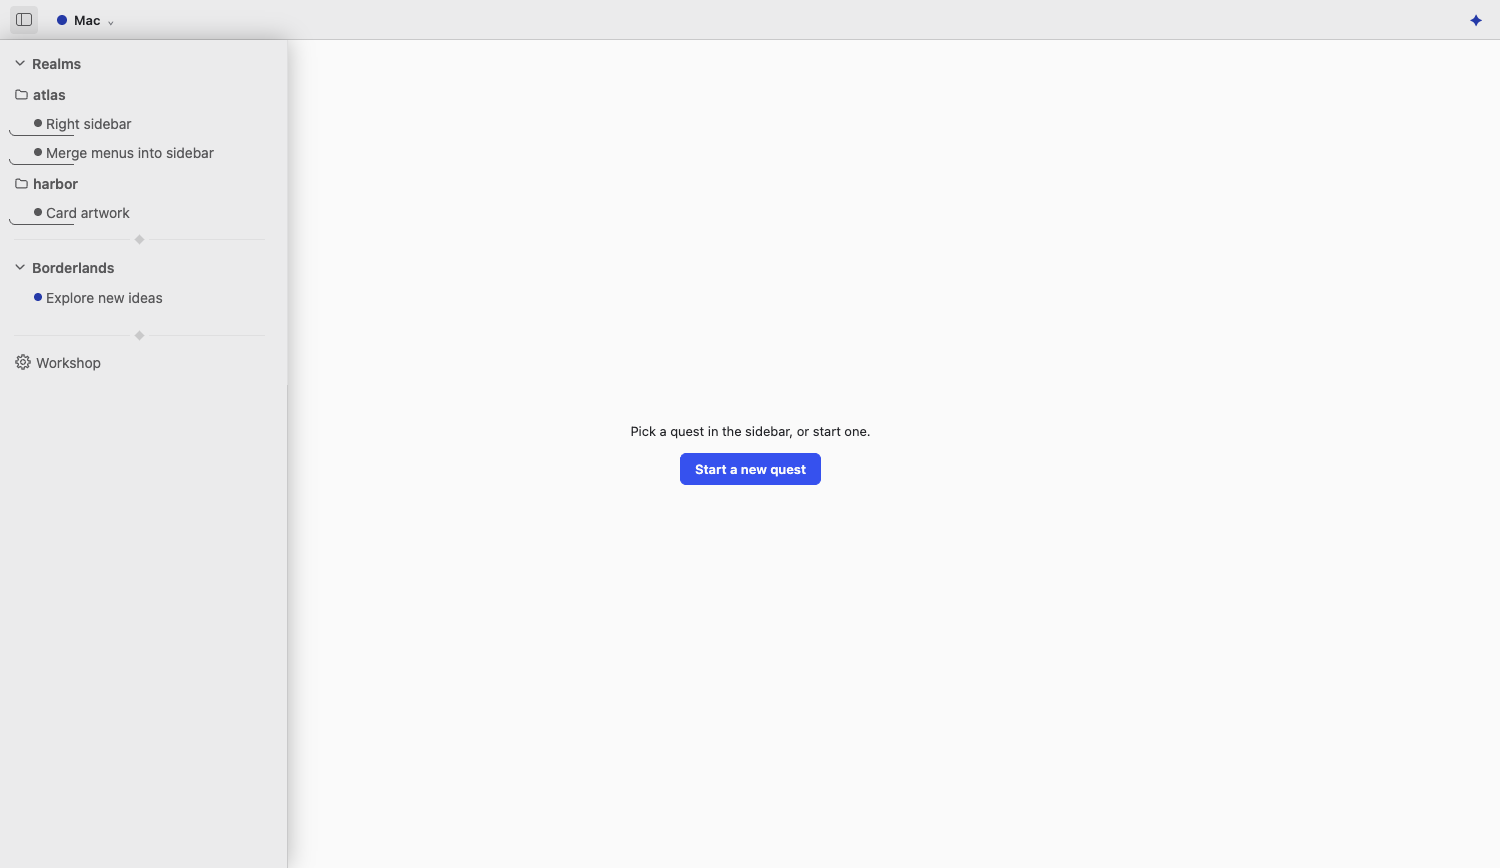 Mac
Realms
atlas
Right sidebar
Merge menus into sidebar
harbor
Card artwork
Borderlands
Explore new ideas
Workshop
Pick a quest in the sidebar, or start one.
Start a new quest